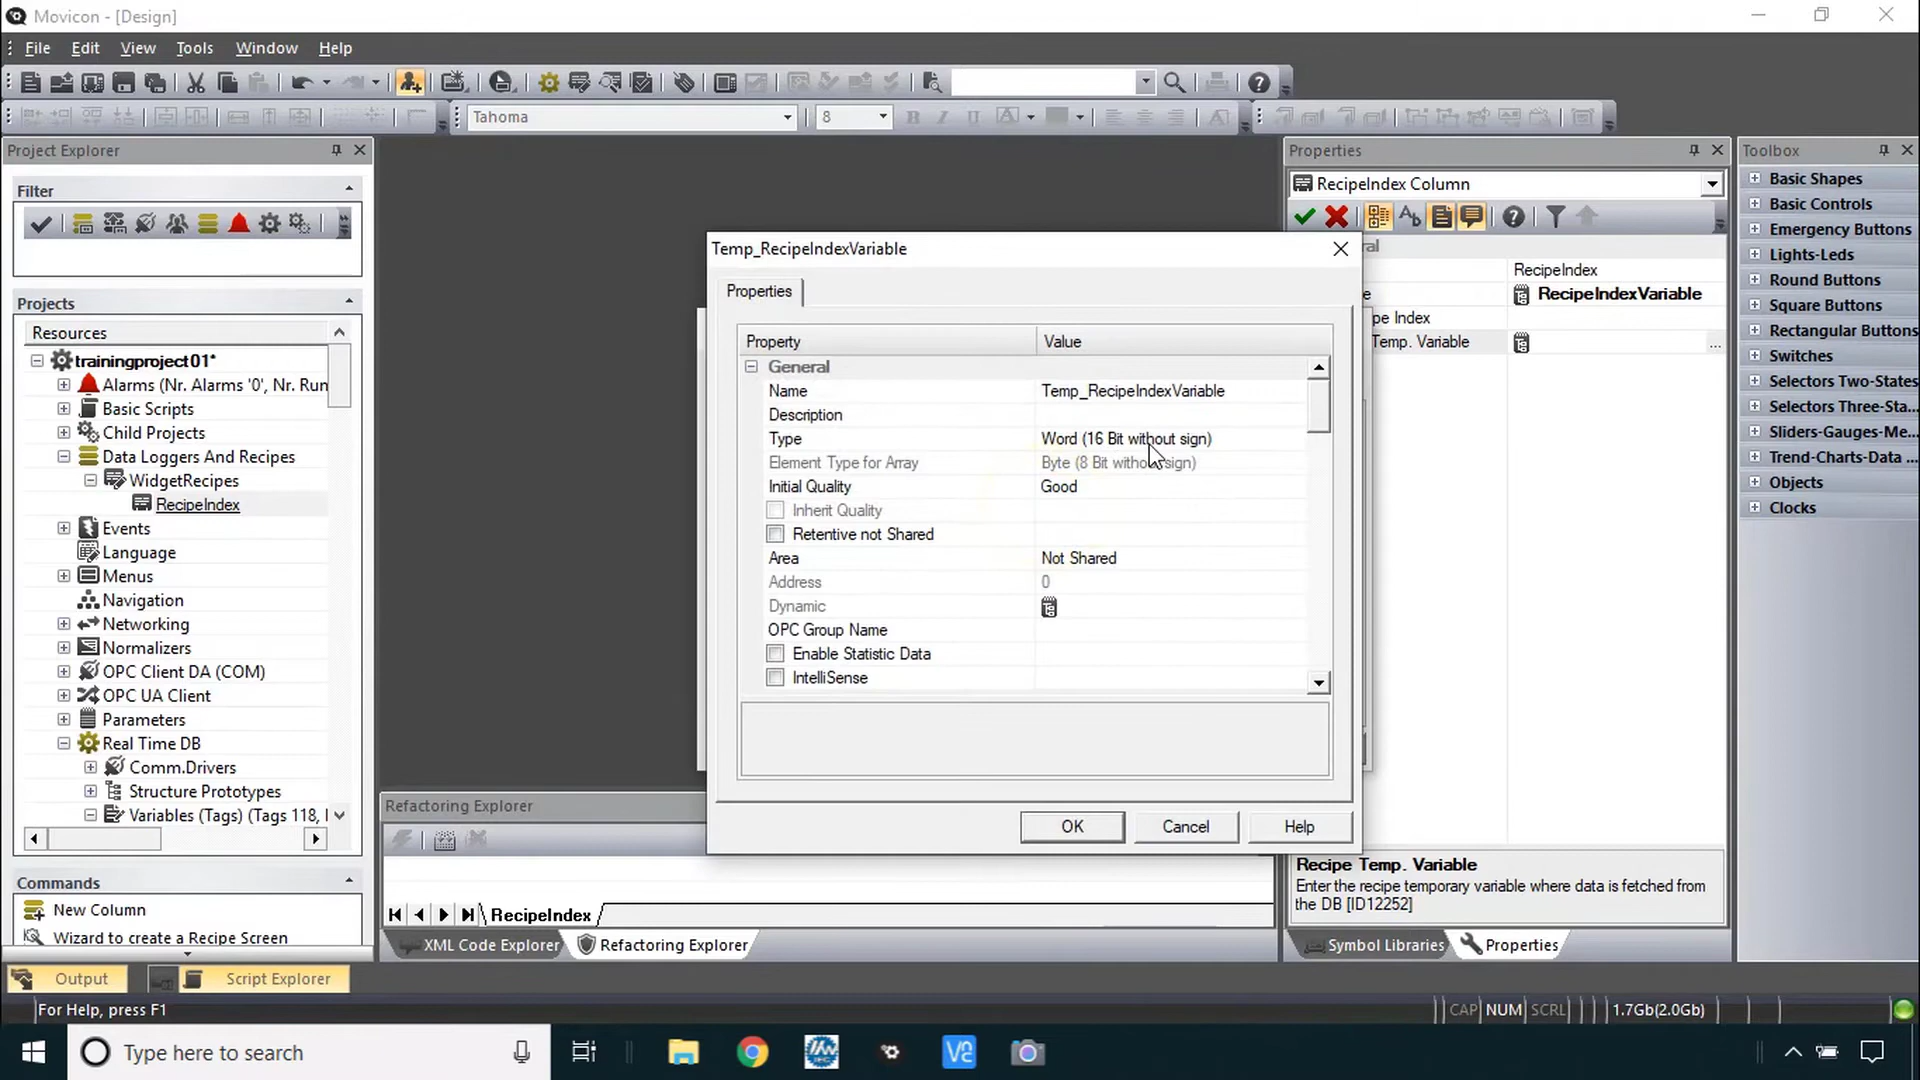 Movicon - [Design]
File Edit View Tools Window Help
Tahoma 8
Project Explorer
Filter
Projects
Resources
trainingproject01*
Alarms (Nr. Alarms '0', Nr. Run
Basic Scripts
Child Projects
Data Loggers And Recipes
WidgetRecipes
RecipeIndex
Events
Language
Menus
Navigation
Networking
Normalizers
OPC Client DA (COM)
OPC UA Client
Parameters
Real Time DB
Comm.Drivers
Structure Prototypes
Variables (Tags) (Tags 118, I
Commands
New Column
Wizard to create a Recipe Screen
Output
Script Explorer
For Help, press F1
Temp_RecipeIndexVariable
Properties
Property Value
General
Name Temp_RecipeIndexVariable
Description
Type Word (16 Bit without sign)
Element Type for Array Byte (8 Bit without sign)
Initial Quality Good
Inherit Quality
Retentive not Shared
Area Not Shared
Address 0
Dynamic
OPC Group Name
Enable Statistic Data
IntelliSense
OK Cancel Help
Refactoring Explorer
RecipeIndex
XML Code Explorer
Refactoring Explorer
Properties
RecipeIndex Column
ral
RecipeIndex
e RecipeIndexVariable
pe Index
Temp. Variable ...
Recipe Temp. Variable
Enter the recipe temporary variable where data is fetched from
the DB [ID12252]
Symbol Libraries
Properties
Toolbox
Basic Shapes
Basic Controls
Emergency Buttons
Lights-Leds
Round Buttons
Square Buttons
Rectangular Buttons
Switches
Selectors Two-States
Selectors Three-Sta...
Sliders-Gauges-Me...
Trend-Charts-Data ...
Objects
Clocks
CAP NUM SCRL 1.7Gb(2.0Gb)
Type here to search